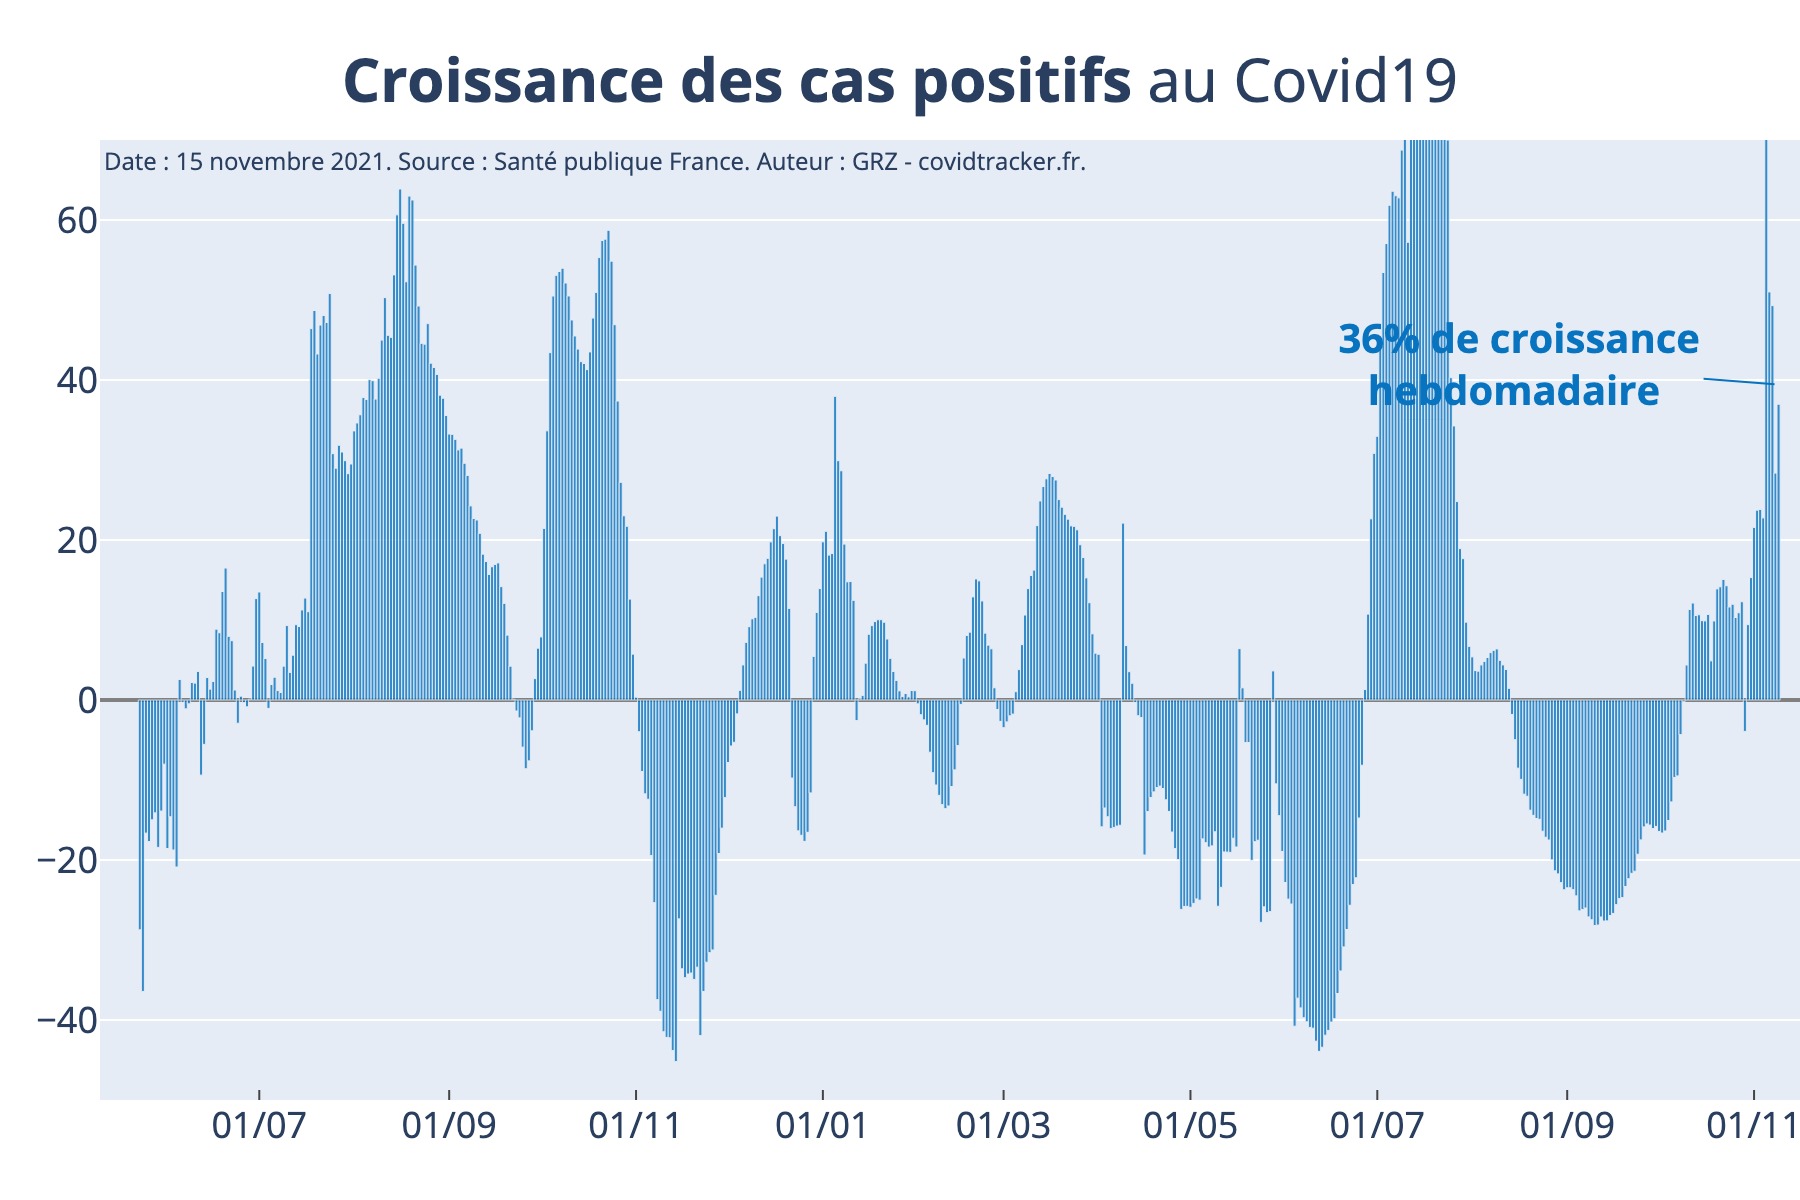 Croissance des cas positifs au Covid19
Date : 15 novembre 2021. Source : Santé publique France. Auteur : GRZ - covidtracker.fr.
60
36% de croissance
40
hebdomadaire
20
0
−20
−40
01/07 01/09 01/11 01/01 01/03 01/05 01/07 01/09 01/11